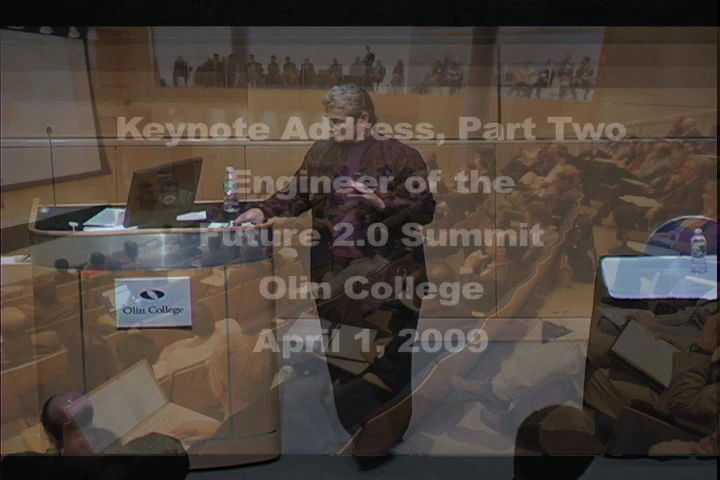 Keynote Address, Part Two
Engineer of the
Future 2.0 Summit
Olin College
April 1, 2009
Olin College